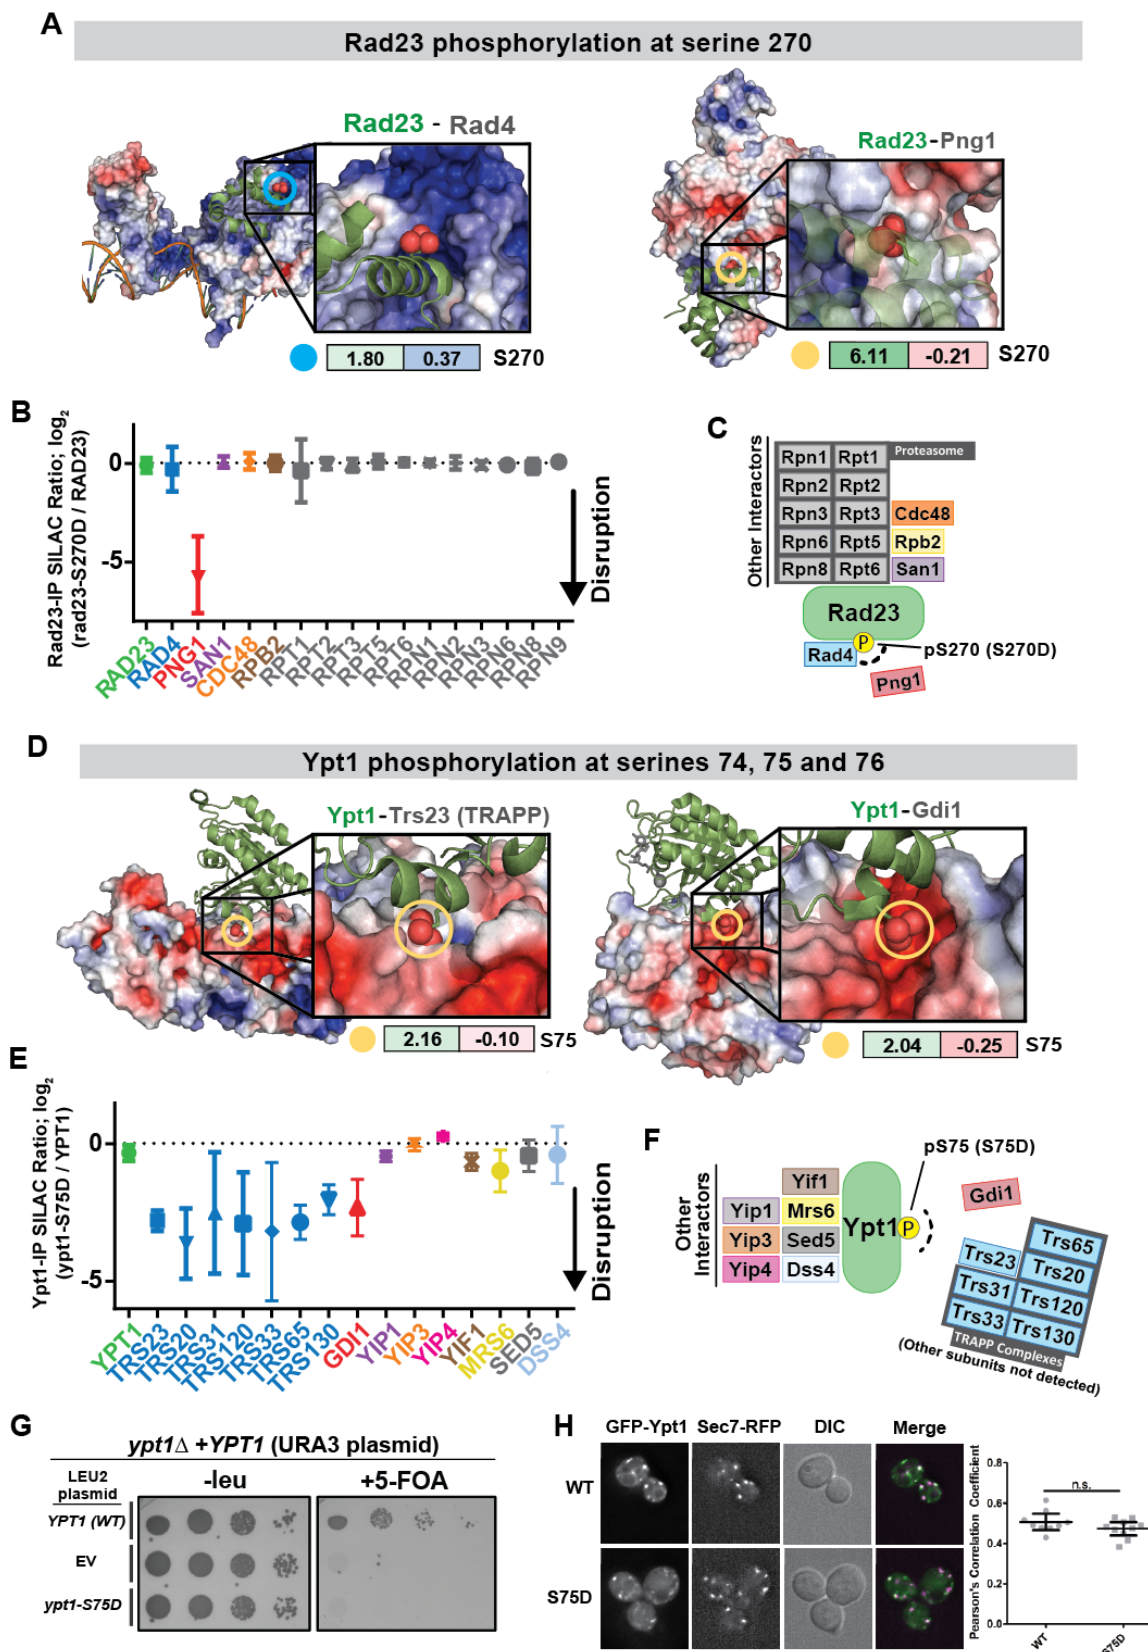 A
Rad23 phosphorylation at serine 270
Rad23 - Rad4
Rad23-Png1
1.80 0.37 S270
6.11 -0.21 S270
B
Rad23-IP SILAC Ratio; log2
(rad23-S270D / RAD23)
0
-5
Disruption
RAD23
RAD4
PNG1
SAN1
CDC48
RPB2
RPT1
RPT2
RPT3
RPT5
RPT6
RPN1
RPN2
RPN3
RPN6
RPN8
RPN9
C
Other Interactors
Rpn1 Rpt1 Proteasome
Rpn2 Rpt2
Rpn3 Rpt3 Cdc48
Rpn6 Rpt5 Rpb2
Rpn8 Rpt6 San1
Rad23
P
Rad4
pS270 (S270D)
Png1
D
Ypt1 phosphorylation at serines 74, 75 and 76
Ypt1-Trs23 (TRAPP)
Ypt1-Gdi1
2.16 -0.10 S75
2.04 -0.25 S75
E
Ypt1-IP SILAC Ratio; log2
(ypt1-S75D / YPT1)
0
-5
Disruption
YPT1
TRS23
TRS20
TRS31
TRS120
TRS33
TRS65
TRS130
GDI1
YIP1
YIP3
YIP4
YIF1
MRS6
SED5
DSS4
F
pS75 (S75D)
Other
Interactors
Yif1
Yip1 Mrs6
Yip3 Sed5
Yip4 Dss4
Ypt1
P
Gdi1
Trs65
Trs23 Trs20
Trs31 Trs120
Trs33 Trs130
TRAPP Complexes
(Other subunits not detected)
G
ypt1Δ +YPT1 (URA3 plasmid)
LEU2
plasmid
-leu
+5-FOA
YPT1 (WT)
EV
ypt1-S75D
H
GFP-Ypt1 Sec7-RFP DIC Merge
WT
S75D
Pearson's Correlation Coefficient
0.8
0.6
0.4
0.2
0.0
n.s.
WT
S75D